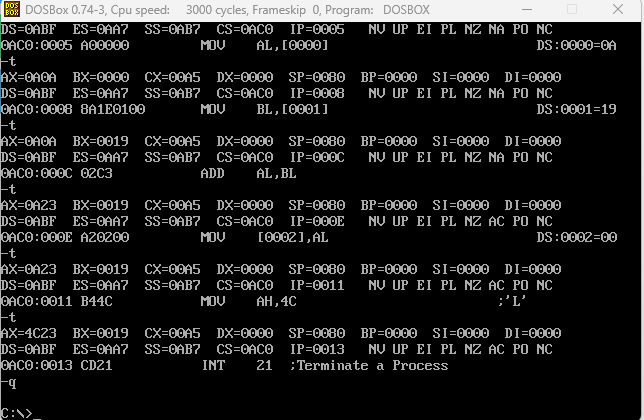 DOSBox 0.74-3, Cpu speed:    3000 cycles, Frameskip  0, Program:   DOSBOX
DS=0ABF  ES=0AA7  SS=0AB7  CS=0AC0  IP=0005   NV UP EI PL NZ NA PO NC
0AC0:0005 A00000        MOV     AL,[0000]                          DS:0000=0A
-t
AX=0A0A  BX=0000  CX=00A5  DX=0000  SP=0080  BP=0000  SI=0000  DI=0000
DS=0ABF  ES=0AA7  SS=0AB7  CS=0AC0  IP=0008   NV UP EI PL NZ NA PO NC
0AC0:0008 8A1E0100      MOV     BL,[0001]                          DS:0001=19
-t
AX=0A0A  BX=0019  CX=00A5  DX=0000  SP=0080  BP=0000  SI=0000  DI=0000
DS=0ABF  ES=0AA7  SS=0AB7  CS=0AC0  IP=000C   NV UP EI PL NZ NA PO NC
0AC0:000C 02C3          ADD     AL,BL
-t
AX=0A23  BX=0019  CX=00A5  DX=0000  SP=0080  BP=0000  SI=0000  DI=0000
DS=0ABF  ES=0AA7  SS=0AB7  CS=0AC0  IP=000E   NV UP EI PL NZ AC PO NC
0AC0:000E A20200        MOV     [0002],AL                          DS:0002=00
-t
AX=0A23  BX=0019  CX=00A5  DX=0000  SP=0080  BP=0000  SI=0000  DI=0000
DS=0ABF  ES=0AA7  SS=0AB7  CS=0AC0  IP=0011   NV UP EI PL NZ AC PO NC
0AC0:0011 B44C          MOV     AH,4C                         ;'L'
-t
AX=4C23  BX=0019  CX=00A5  DX=0000  SP=0080  BP=0000  SI=0000  DI=0000
DS=0ABF  ES=0AA7  SS=0AB7  CS=0AC0  IP=0013   NV UP EI PL NZ AC PO NC
0AC0:0013 CD21          INT     21  ;Terminate a Process
-q
C:\>_